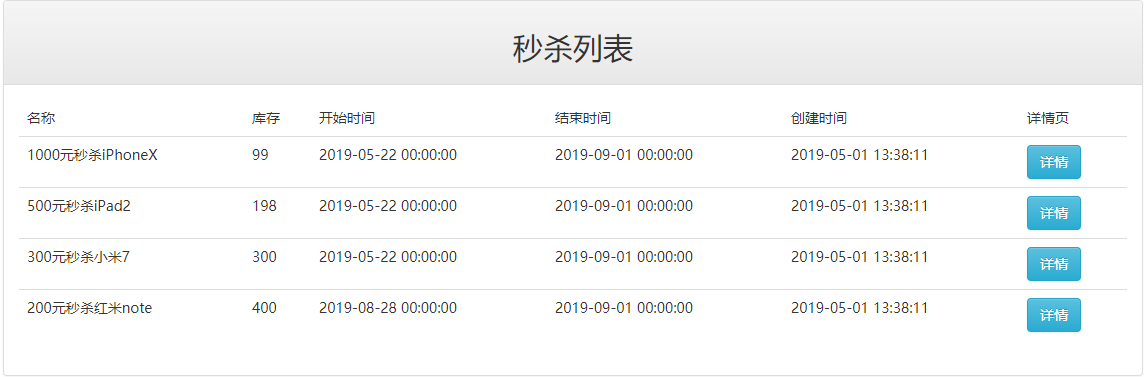 秒杀列表
名称 库存 开始时间 结束时间 创建时间 详情页
1000元秒杀iPhoneX 99 2019-05-22 00:00:00 2019-09-01 00:00:00 2019-05-01 13:38:11 详情
500元秒杀iPad2 198 2019-05-22 00:00:00 2019-09-01 00:00:00 2019-05-01 13:38:11 详情
300元秒杀小米7 300 2019-05-22 00:00:00 2019-09-01 00:00:00 2019-05-01 13:38:11 详情
200元秒杀红米note 400 2019-08-28 00:00:00 2019-09-01 00:00:00 2019-05-01 13:38:11 详情